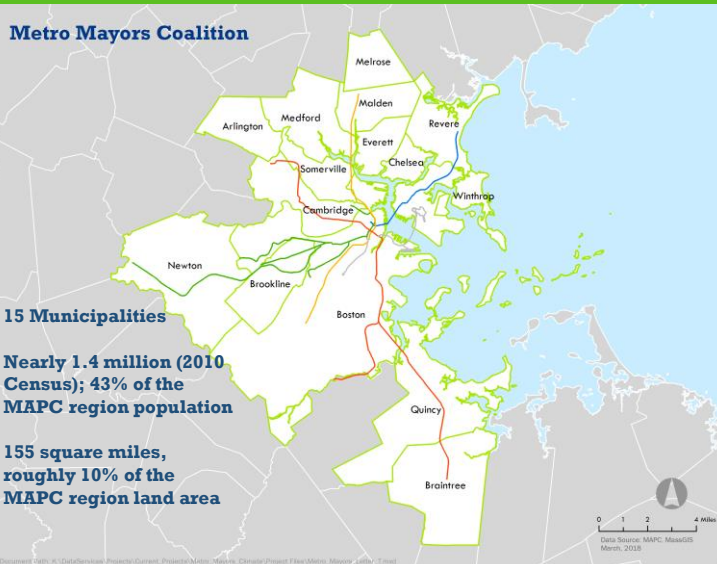 Metro Mayors Coalition
Melrose
Malden
Medford
Arlington
Revere
Everett
Chelsea
Somerville
Winthrop
Cambridge
Newton
Brookline
Boston
Quincy
Braintree
15 Municipalities
Nearly 1.4 million (2010
Census); 43% of the
MAPC region population
155 square miles,
roughly 10% of the
MAPC region land area
0 1 2 4 Miles
Data Source: MAPC, MassGIS
March, 2018